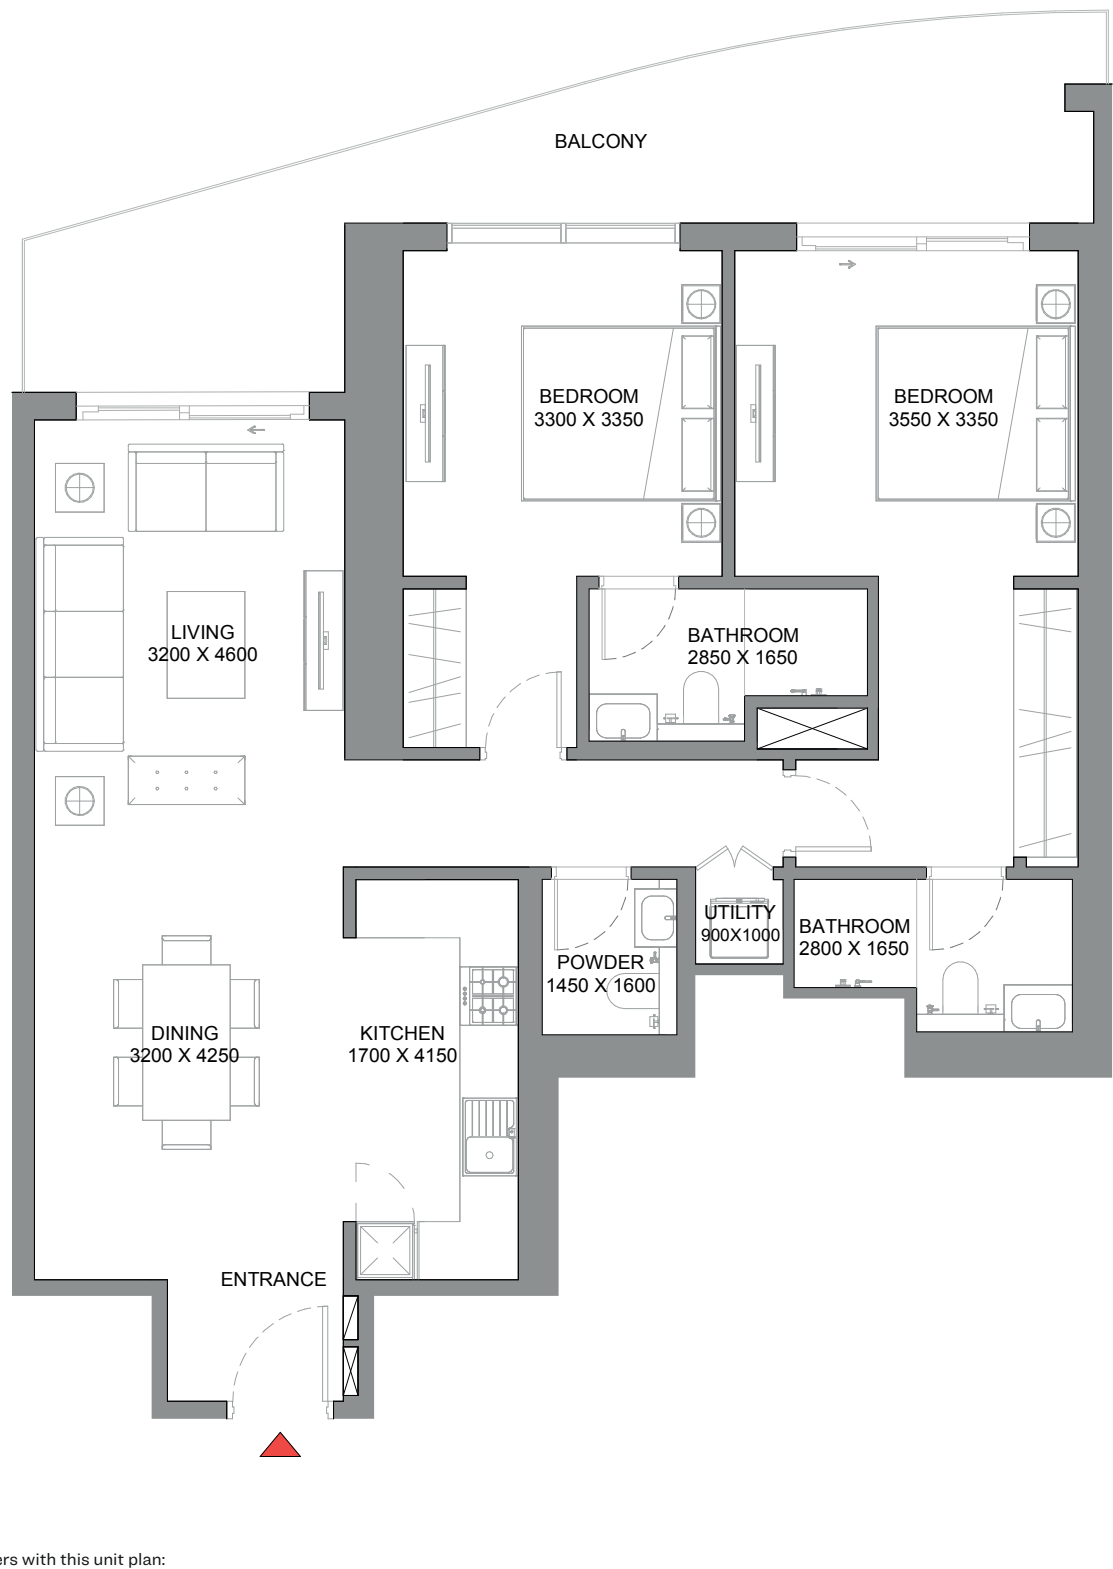 BALCONY
BEDROOM
3300 X 3350
BEDROOM
3550 X 3350
LIVING
3200 X 4600
BATHROOM
2850 X 1650
UTILITY
900X1000
BATHROOM
2800 X 1650
POWDER
1450 X 1600
DINING
3200 X 4250
KITCHEN
1700 X 4150
ENTRANCE
with this unit plan: